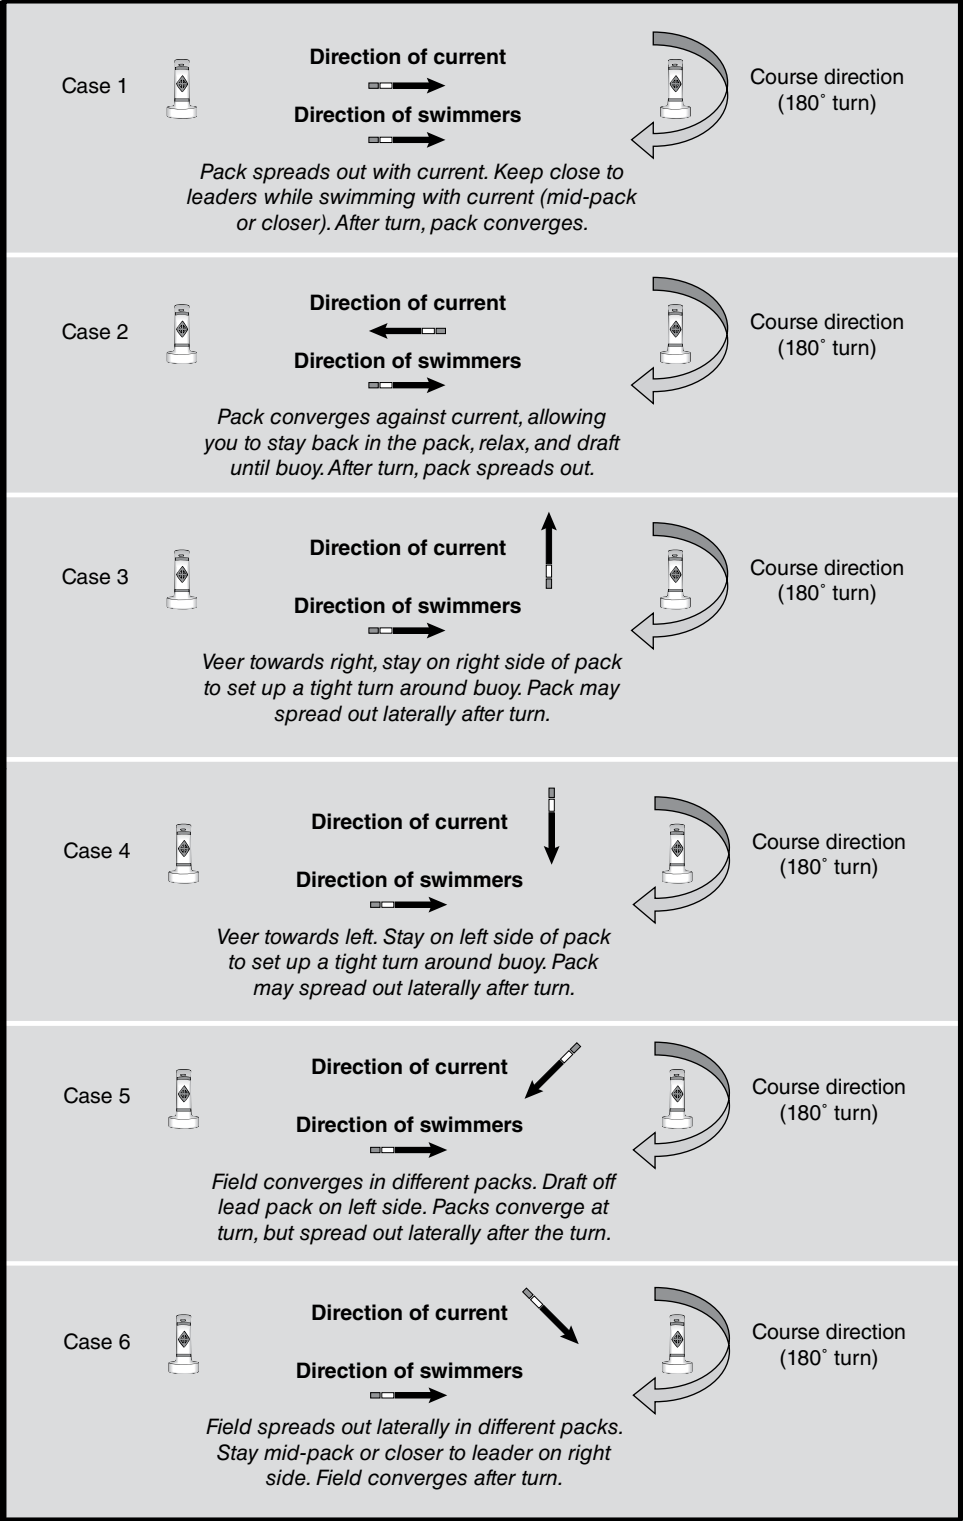 Direction of current
Case 1
Course direction
(180˚ turn)
Direction of swimmers
Pack spreads out with current. Keep close to
leaders while swimming with current (mid-pack
or closer). After turn, pack converges.
Direction of current
Case 2
Course direction
(180˚ turn)
Direction of swimmers
Pack converges against current, allowing
you to stay back in the pack, relax, and draft
until buoy. After turn, pack spreads out.
Direction of current
Case 3
Course direction
(180˚ turn)
Direction of swimmers
Veer towards right, stay on right side of pack
to set up a tight turn around buoy. Pack may
spread out laterally after turn.
Direction of current
Case 4
Course direction
(180˚ turn)
Direction of swimmers
Veer towards left. Stay on left side of pack
to set up a tight turn around buoy. Pack
may spread out laterally after turn.
Direction of current
Case 5
Course direction
(180˚ turn)
Direction of swimmers
Field converges in different packs. Draft off
lead pack on left side. Packs converge at
turn, but spread out laterally after the turn.
Direction of current
Case 6
Course direction
(180˚ turn)
Direction of swimmers
Field spreads out laterally in different packs.
Stay mid-pack or closer to leader on right
side. Field converges after turn.